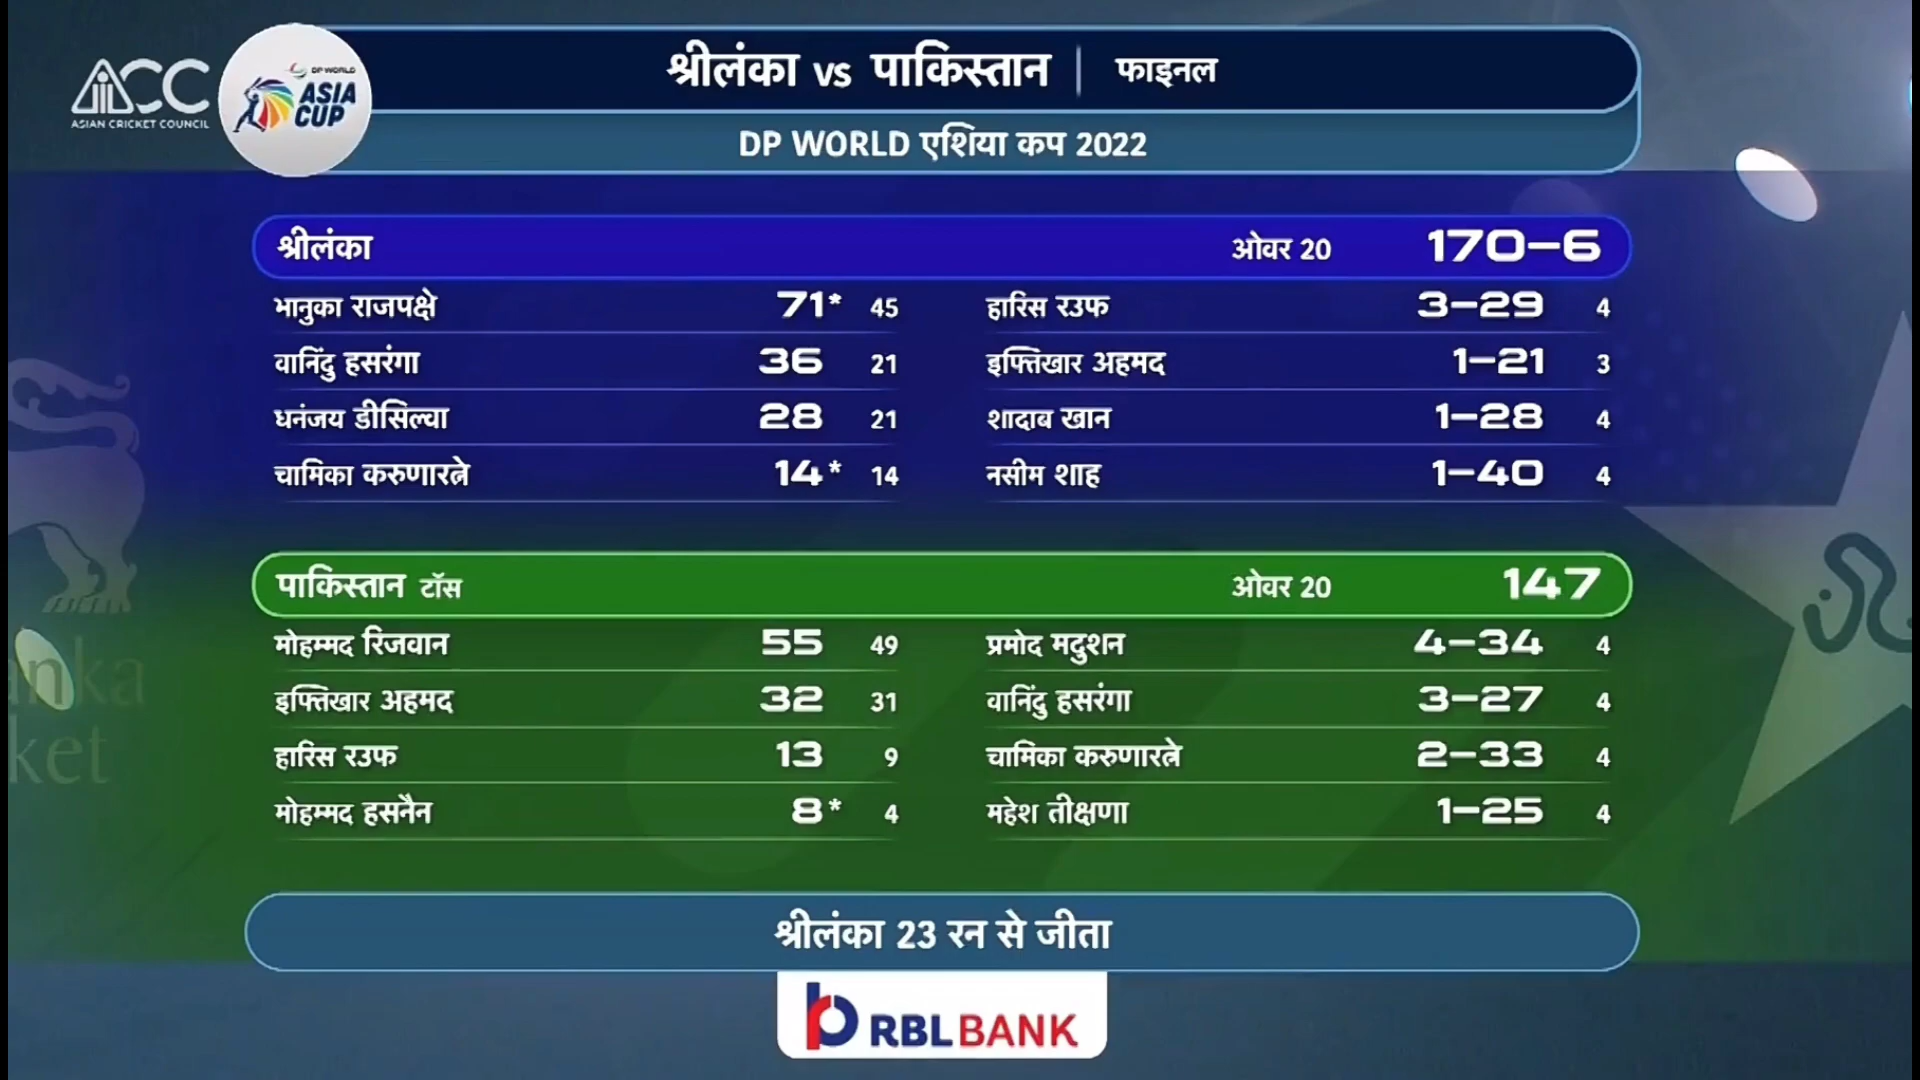 ACC
ASIAN CRICKET COUNCIL
DP WORLD
ASIA
CUP
श्रीलंका vs पाकिस्तान | फाइनल
DP WORLD एशिया कप 2022
श्रीलंका ओवर 20 170-6
भानुका राजपक्षे 71* 45 हारिस रउफ 3-29 4
वानिंदु हसरंगा 36 21 इफ्तिखार अहमद 1-21 3
धनंजय डीसिल्वा 28 21 शादाब खान 1-28 4
चामिका करुणारत्ने 14* 14 नसीम शाह 1-40 4
पाकिस्तान टॉस ओवर 20 147
मोहम्मद रिजवान 55 49 प्रमोद मदुशन 4-34 4
इफ्तिखार अहमद 32 31 वानिंदु हसरंगा 3-27 4
हारिस रउफ 13 9 चामिका करुणारत्ने 2-33 4
मोहम्मद हसनैन 8* 4 महेश तीक्षणा 1-25 4
श्रीलंका 23 रन से जीता
RBL BANK